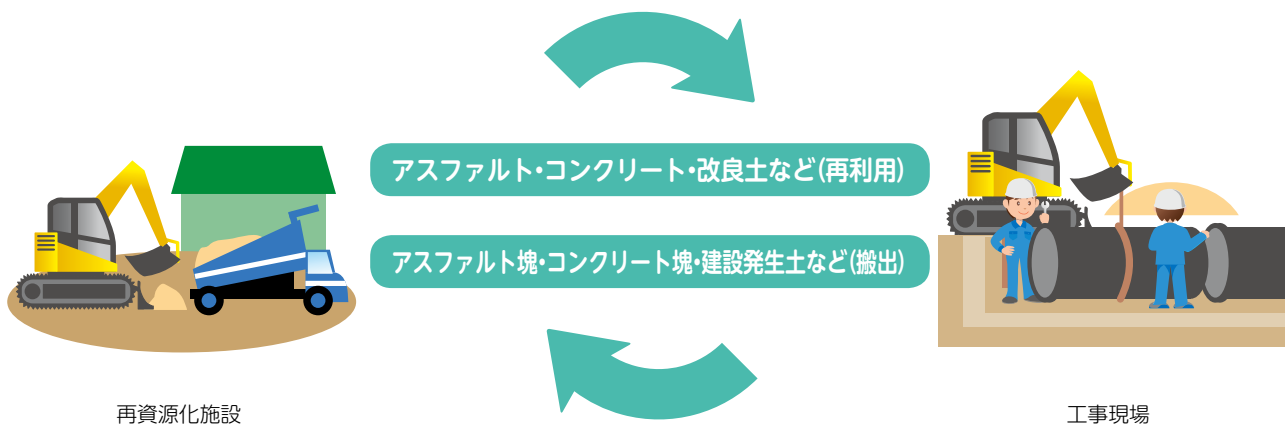 アスファルト・コンクリート・改良土など(再利用)
アスファルト塊・コンクリート塊・建設発生土など(搬出)
再資源化施設
工事現場